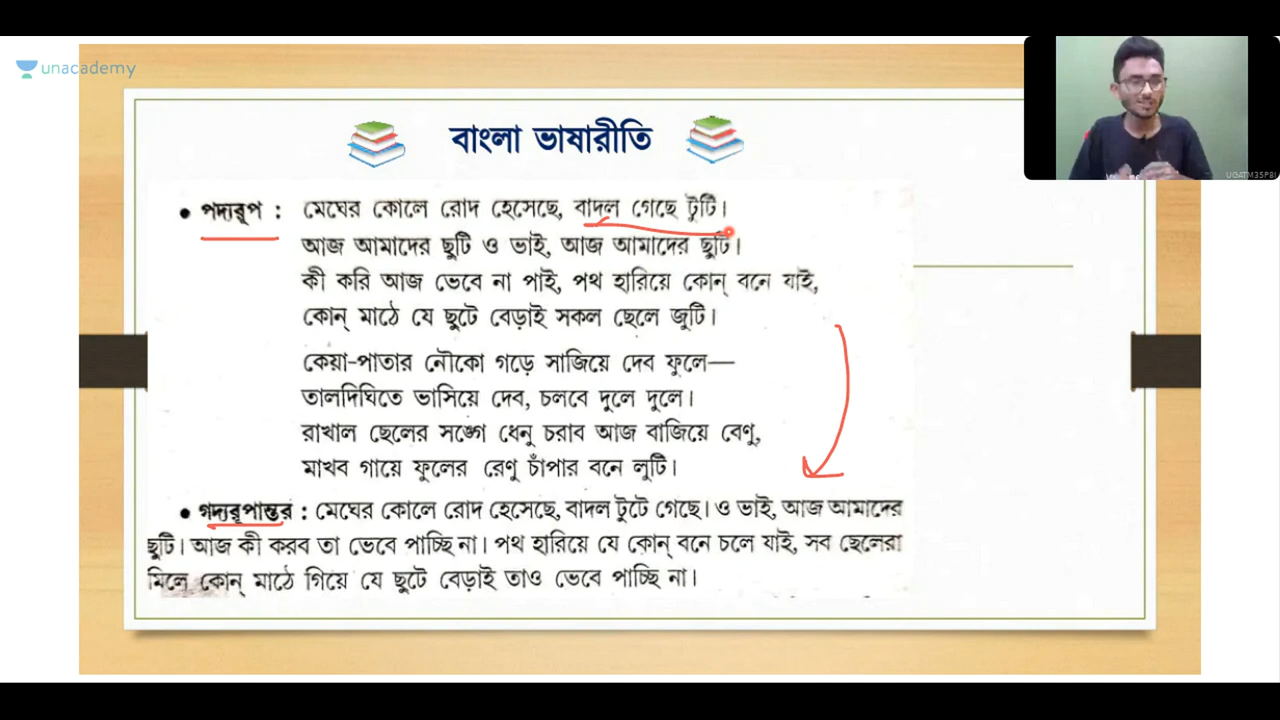 unacademy
বাংলা ভাষারীতি
• পদ্যরূপ : মেঘের কোলে রোদ হেসেছে, বাদল গেছে টুটি।
আজ আমাদের ছুটি ও ভাই, আজ আমাদের ছুটি।
কী করি আজ ভেবে না পাই, পথ হারিয়ে কোন্ বনে যাই,
কোন্ মাঠে যে ছুটে বেড়াই সকল ছেলে জুটি।
কেয়া-পাতার নৌকো গড়ে সাজিয়ে দেব ফুলে—
তালদিঘিতে ভাসিয়ে দেব, চলবে দুলে দুলে।
রাখাল ছেলের সঙ্গে ধেনু চরাব আজ বাজিয়ে বেণু,
মাখব গায়ে ফুলের রেণু চাঁপার বনে লুটি।
• গদ্যরূপান্তর : মেঘের কোলে রোদ হেসেছে, বাদল টুটে গেছে। ও ভাই, আজ আমাদের
ছুটি। আজ কী করব তা ভেবে পাচ্ছি না। পথ হারিয়ে যে কোন্ বনে চলে যাই, সব ছেলেরা
মিলে কোন্ মাঠে গিয়ে যে ছুটে বেড়াই তাও ভেবে পাচ্ছি না।